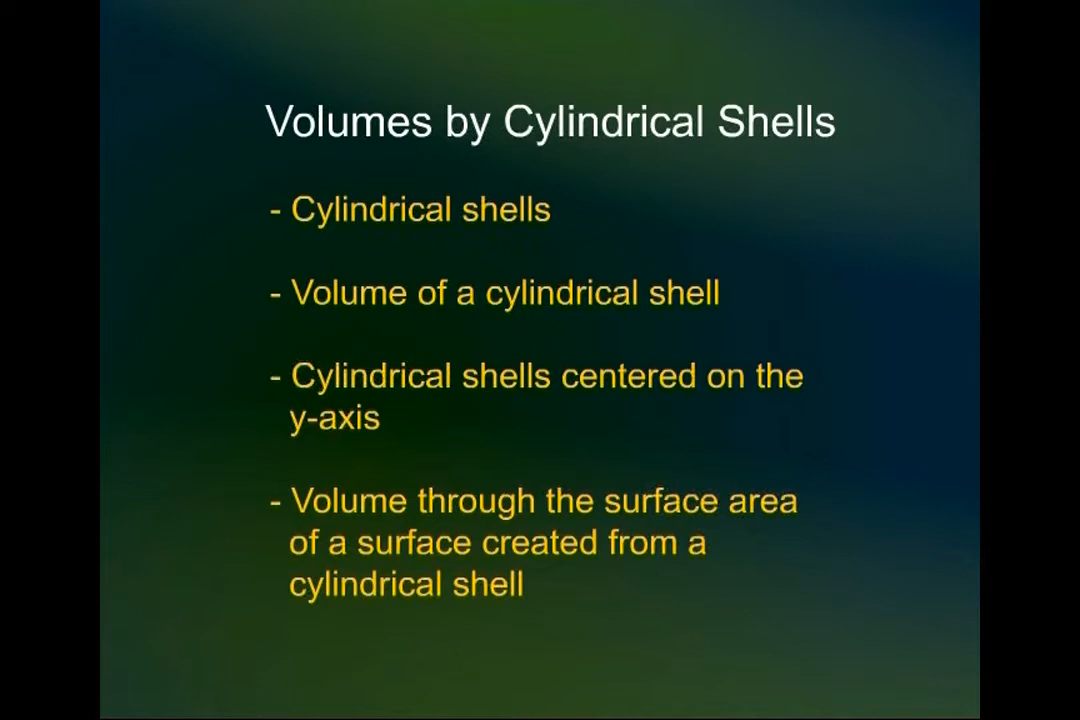 Volumes by Cylindrical Shells
- Cylindrical shells
- Volume of a cylindrical shell
- Cylindrical shells centered on the
y-axis
- Volume through the surface area
of a surface created from a
cylindrical shell